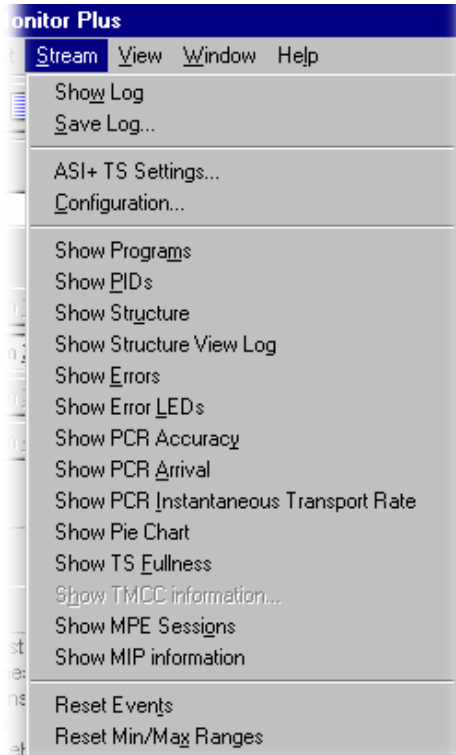 onitor Plus
Stream View Window Help
Show Log
Save Log...
ASI+ TS Settings...
Configuration...
Show Programs
Show PIDs
Show Structure
Show Structure View Log
Show Errors
Show Error LEDs
Show PCR Accuracy
Show PCR Arrival
Show PCR Instantaneous Transport Rate
Show Pie Chart
Show TS Fullness
Show TMCC information...
Show MPE Sessions
Show MIP information
Reset Events
Reset Min/Max Ranges